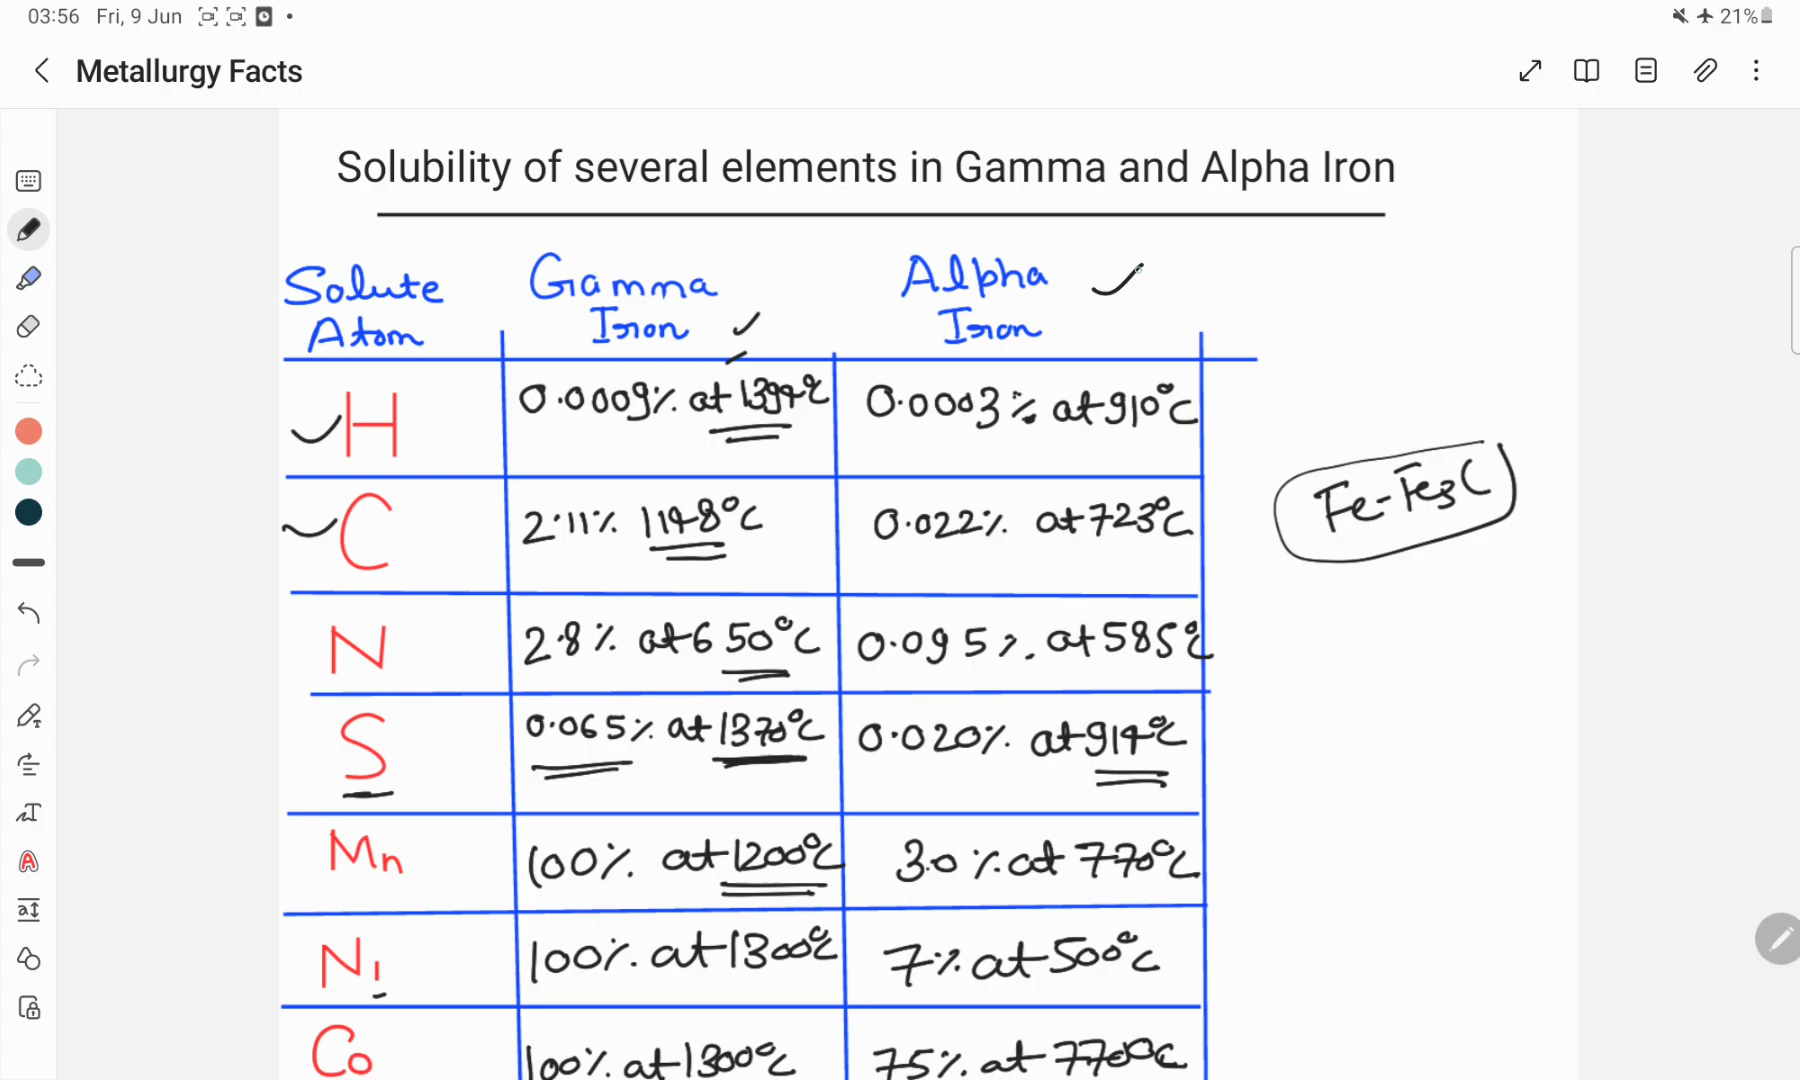 03:56 Fri, 9 Jun
21%
Metallurgy Facts
Solubility of several elements in Gamma and Alpha Iron
Solute Atom
Gamma Iron
Alpha Iron
H
0.0009% at 1394°C
0.0003% at 910°C
C
2.11% 1148°C
0.022% at 723°C
Fe-Fe3C
N
2.8% at 650°C
0.095% at 585°C
S
0.065% at 1370°C
0.020% at 914°C
Mn
100% at 1200°C
3.0% at 770°C
Ni
100% at 1300°C
7% at 500°C
Co
100% at 1300°C
75% at 770°C